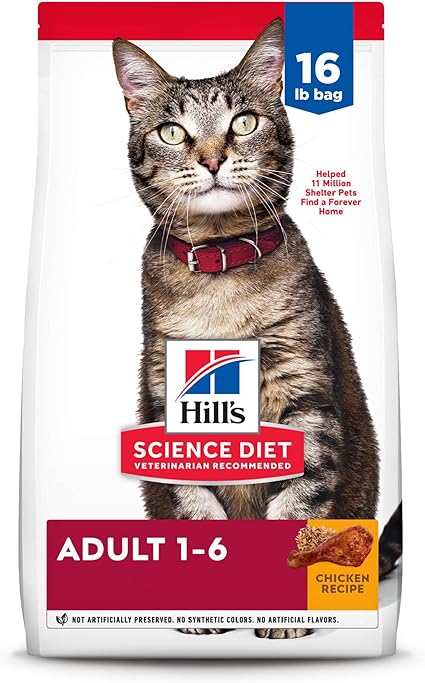 16
lb bag
Helped
11 Million
Shelter Pets
Find a Forever
Home
Hill's
SCIENCE DIET
VETERINARIAN RECOMMENDED
ADULT 1-6
CHICKEN
RECIPE
NOT ARTIFICIALLY PRESERVED. NO SYNTHETIC COLORS. NO ARTIFICIAL FLAVORS.